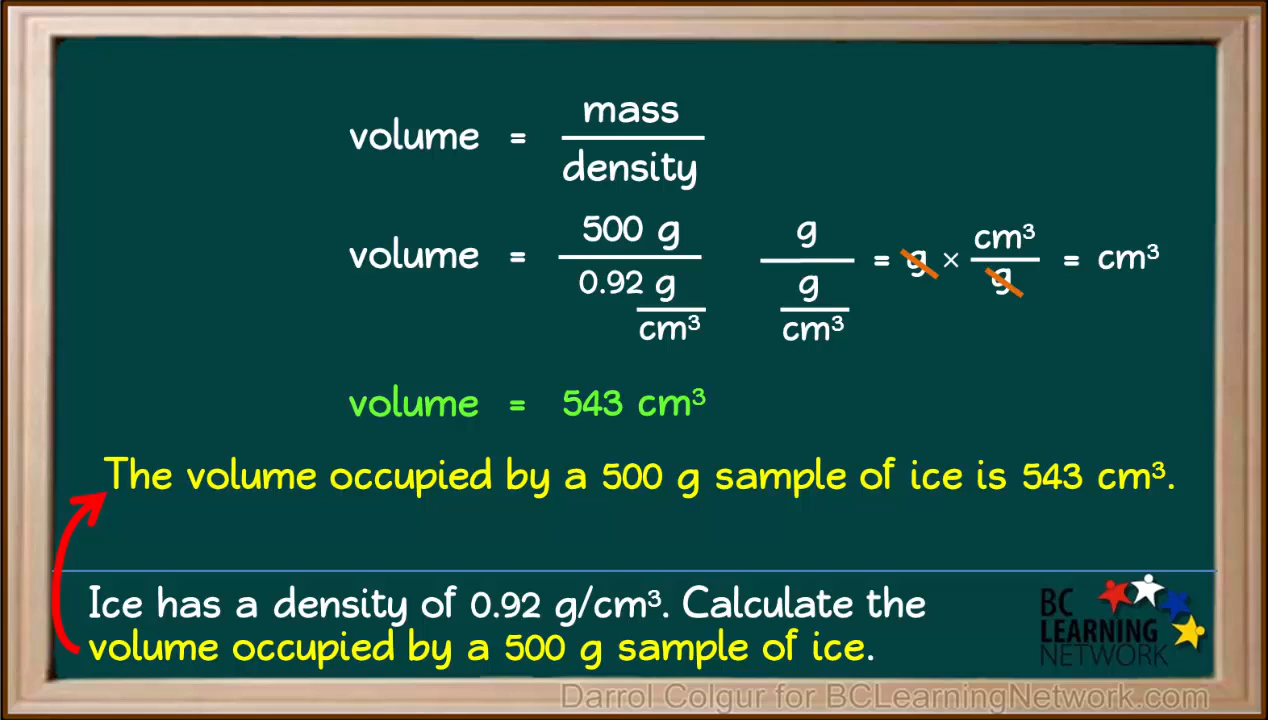 volume = mass / density
volume = 500 g / 0.92 g / cm³   g / g / cm³ = g × cm³ / g = cm³
volume = 543 cm³
The volume occupied by a 500 g sample of ice is 543 cm³.
Ice has a density of 0.92 g/cm³. Calculate the
volume occupied by a 500 g sample of ice.
BC
LEARNING
NETWORK
Darrol Colgur for BCLearningNetwork.com